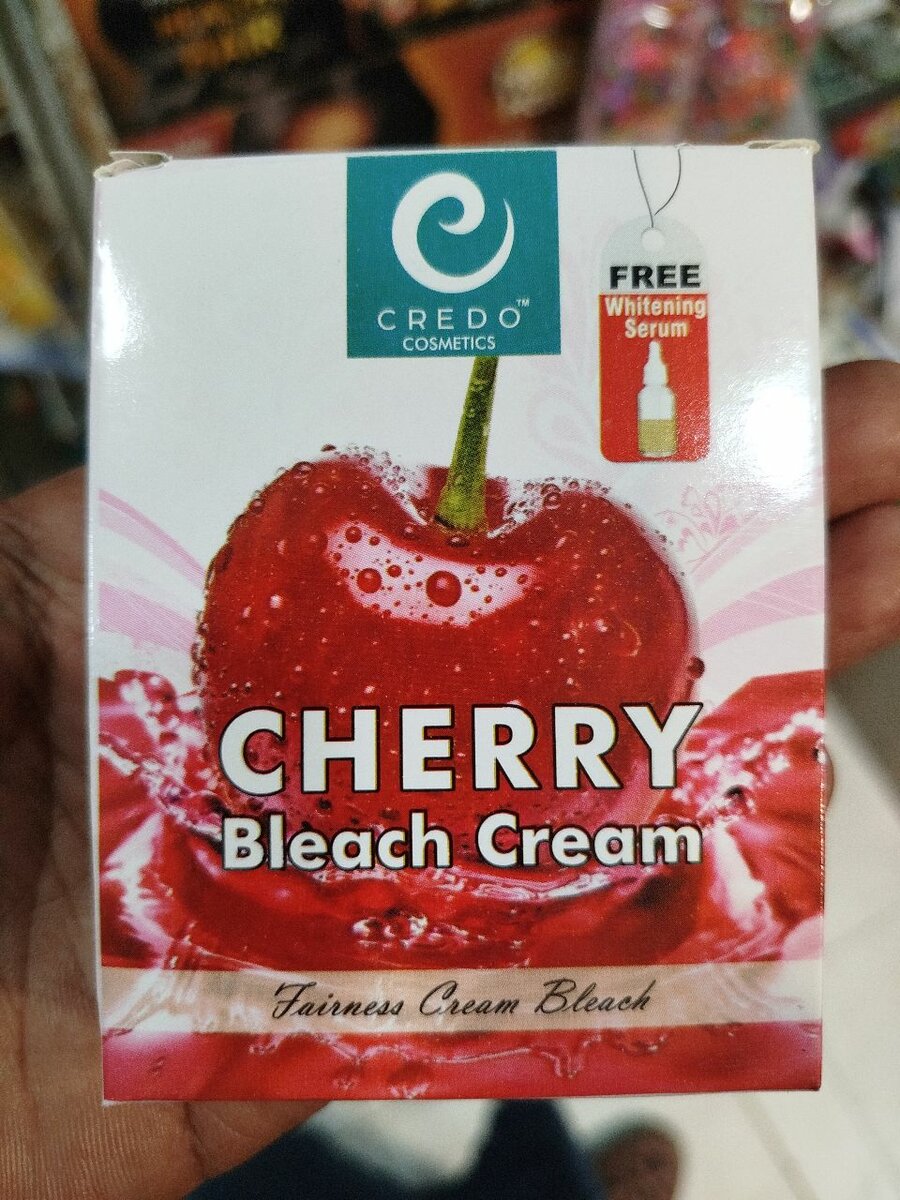 CREDO™
COSMETICS
FREE
Whitening
Serum
CHERRY
Bleach Cream
Fairness Cream Bleach